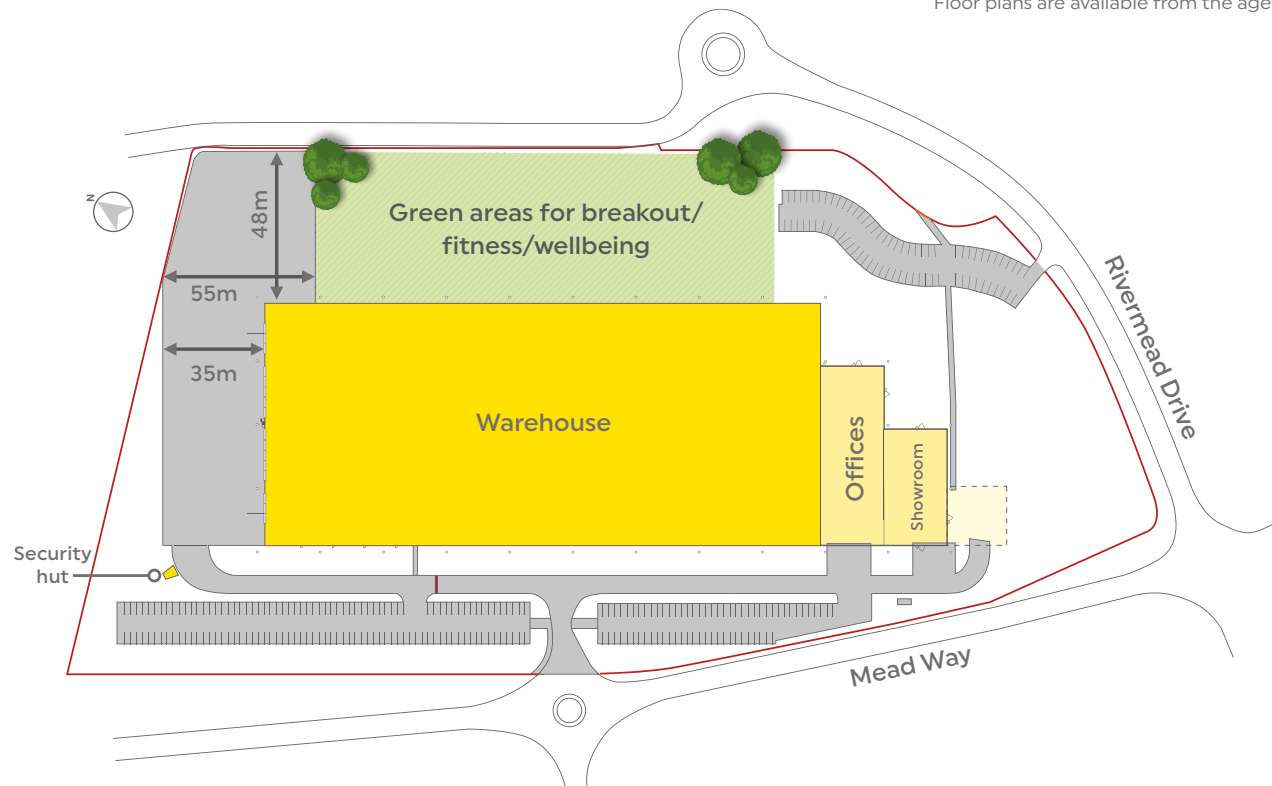 Floor plans are available from the age
N
48m
Green areas for breakout/
fitness/wellbeing
55m
35m
Rivermead Drive
Warehouse
Offices
Showroom
Security
hut
Mead Way